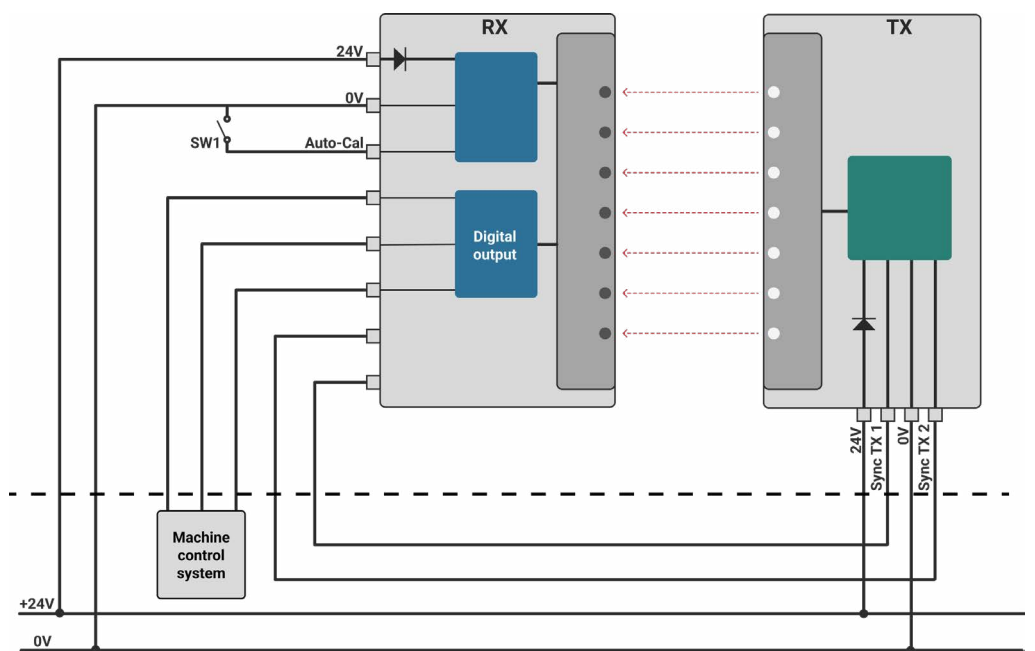 RX
TX
24V
0V
SW1
Auto-Cal
Digital
output
24V
Sync TX 1
0V
Sync TX 2
Machine
control
system
+24V
0V